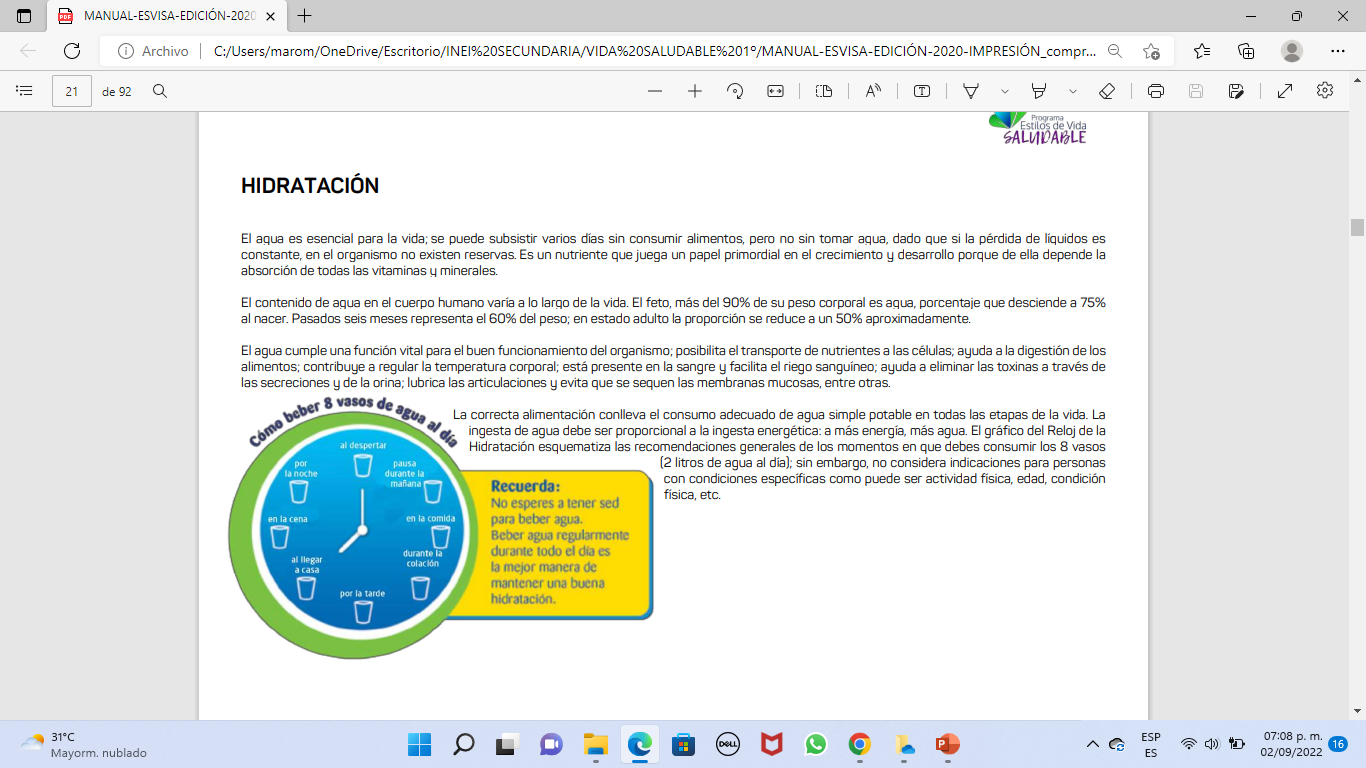 MANUAL-ESVISA-EDICIÓN-2020
Archivo
C:/Users/marom/OneDrive/Escritorio/INEI%20SECUNDARIA/VIDA%20SALUDABLE%201º/MANUAL-ESVISA-EDICIÓN-2020-IMPRESIÓN_compr...
21 de 92
Programa
Estilos de Vida
SALUDABLE
HIDRATACIÓN
El agua es esencial para la vida; se puede subsistir varios días sin consumir alimentos, pero no sin tomar agua, dado que si la pérdida de líquidos es
constante, en el organismo no existen reservas. Es un nutriente que juega un papel primordial en el crecimiento y desarrollo porque de ella depende la
absorción de todas las vitaminas y minerales.
El contenido de agua en el cuerpo humano varía a lo largo de la vida. El feto, más del 90% de su peso corporal es agua, porcentaje que desciende a 75%
al nacer. Pasados seis meses representa el 60% del peso; en estado adulto la proporción se reduce a un 50% aproximadamente.
El agua cumple una función vital para el buen funcionamiento del organismo; posibilita el transporte de nutrientes a las células; ayuda a la digestión de los
alimentos; contribuye a regular la temperatura corporal; está presente en la sangre y facilita el riego sanguíneo; ayuda a eliminar las toxinas a través de
las secreciones y de la orina; lubrica las articulaciones y evita que se sequen las membranas mucosas, entre otras.
La correcta alimentación conlleva el consumo adecuado de agua simple potable en todas las etapas de la vida. La
ingesta de agua debe ser proporcional a la ingesta energética: a más energía, más agua. El gráfico del Reloj de la
Hidratación esquematiza las recomendaciones generales de los momentos en que debes consumir los 8 vasos
(2 litros de agua al día); sin embargo, no considera indicaciones para personas
con condiciones específicas como puede ser actividad física, edad, condición
física, etc.
Cómo beber 8 vasos de agua al día
al despertar
pausa
durante la
mañana
en la comida
durante la
colación
por la tarde
al llegar
a casa
en la cena
por
la noche
Recuerda:
No esperes a tener sed
para beber agua.
Beber agua regularmente
durante todo el día es
la mejor manera de
mantener una buena
hidratación.
31°C
Mayorm. nublado
DELL
ESP
ES
07:08 p. m.
02/09/2022
16